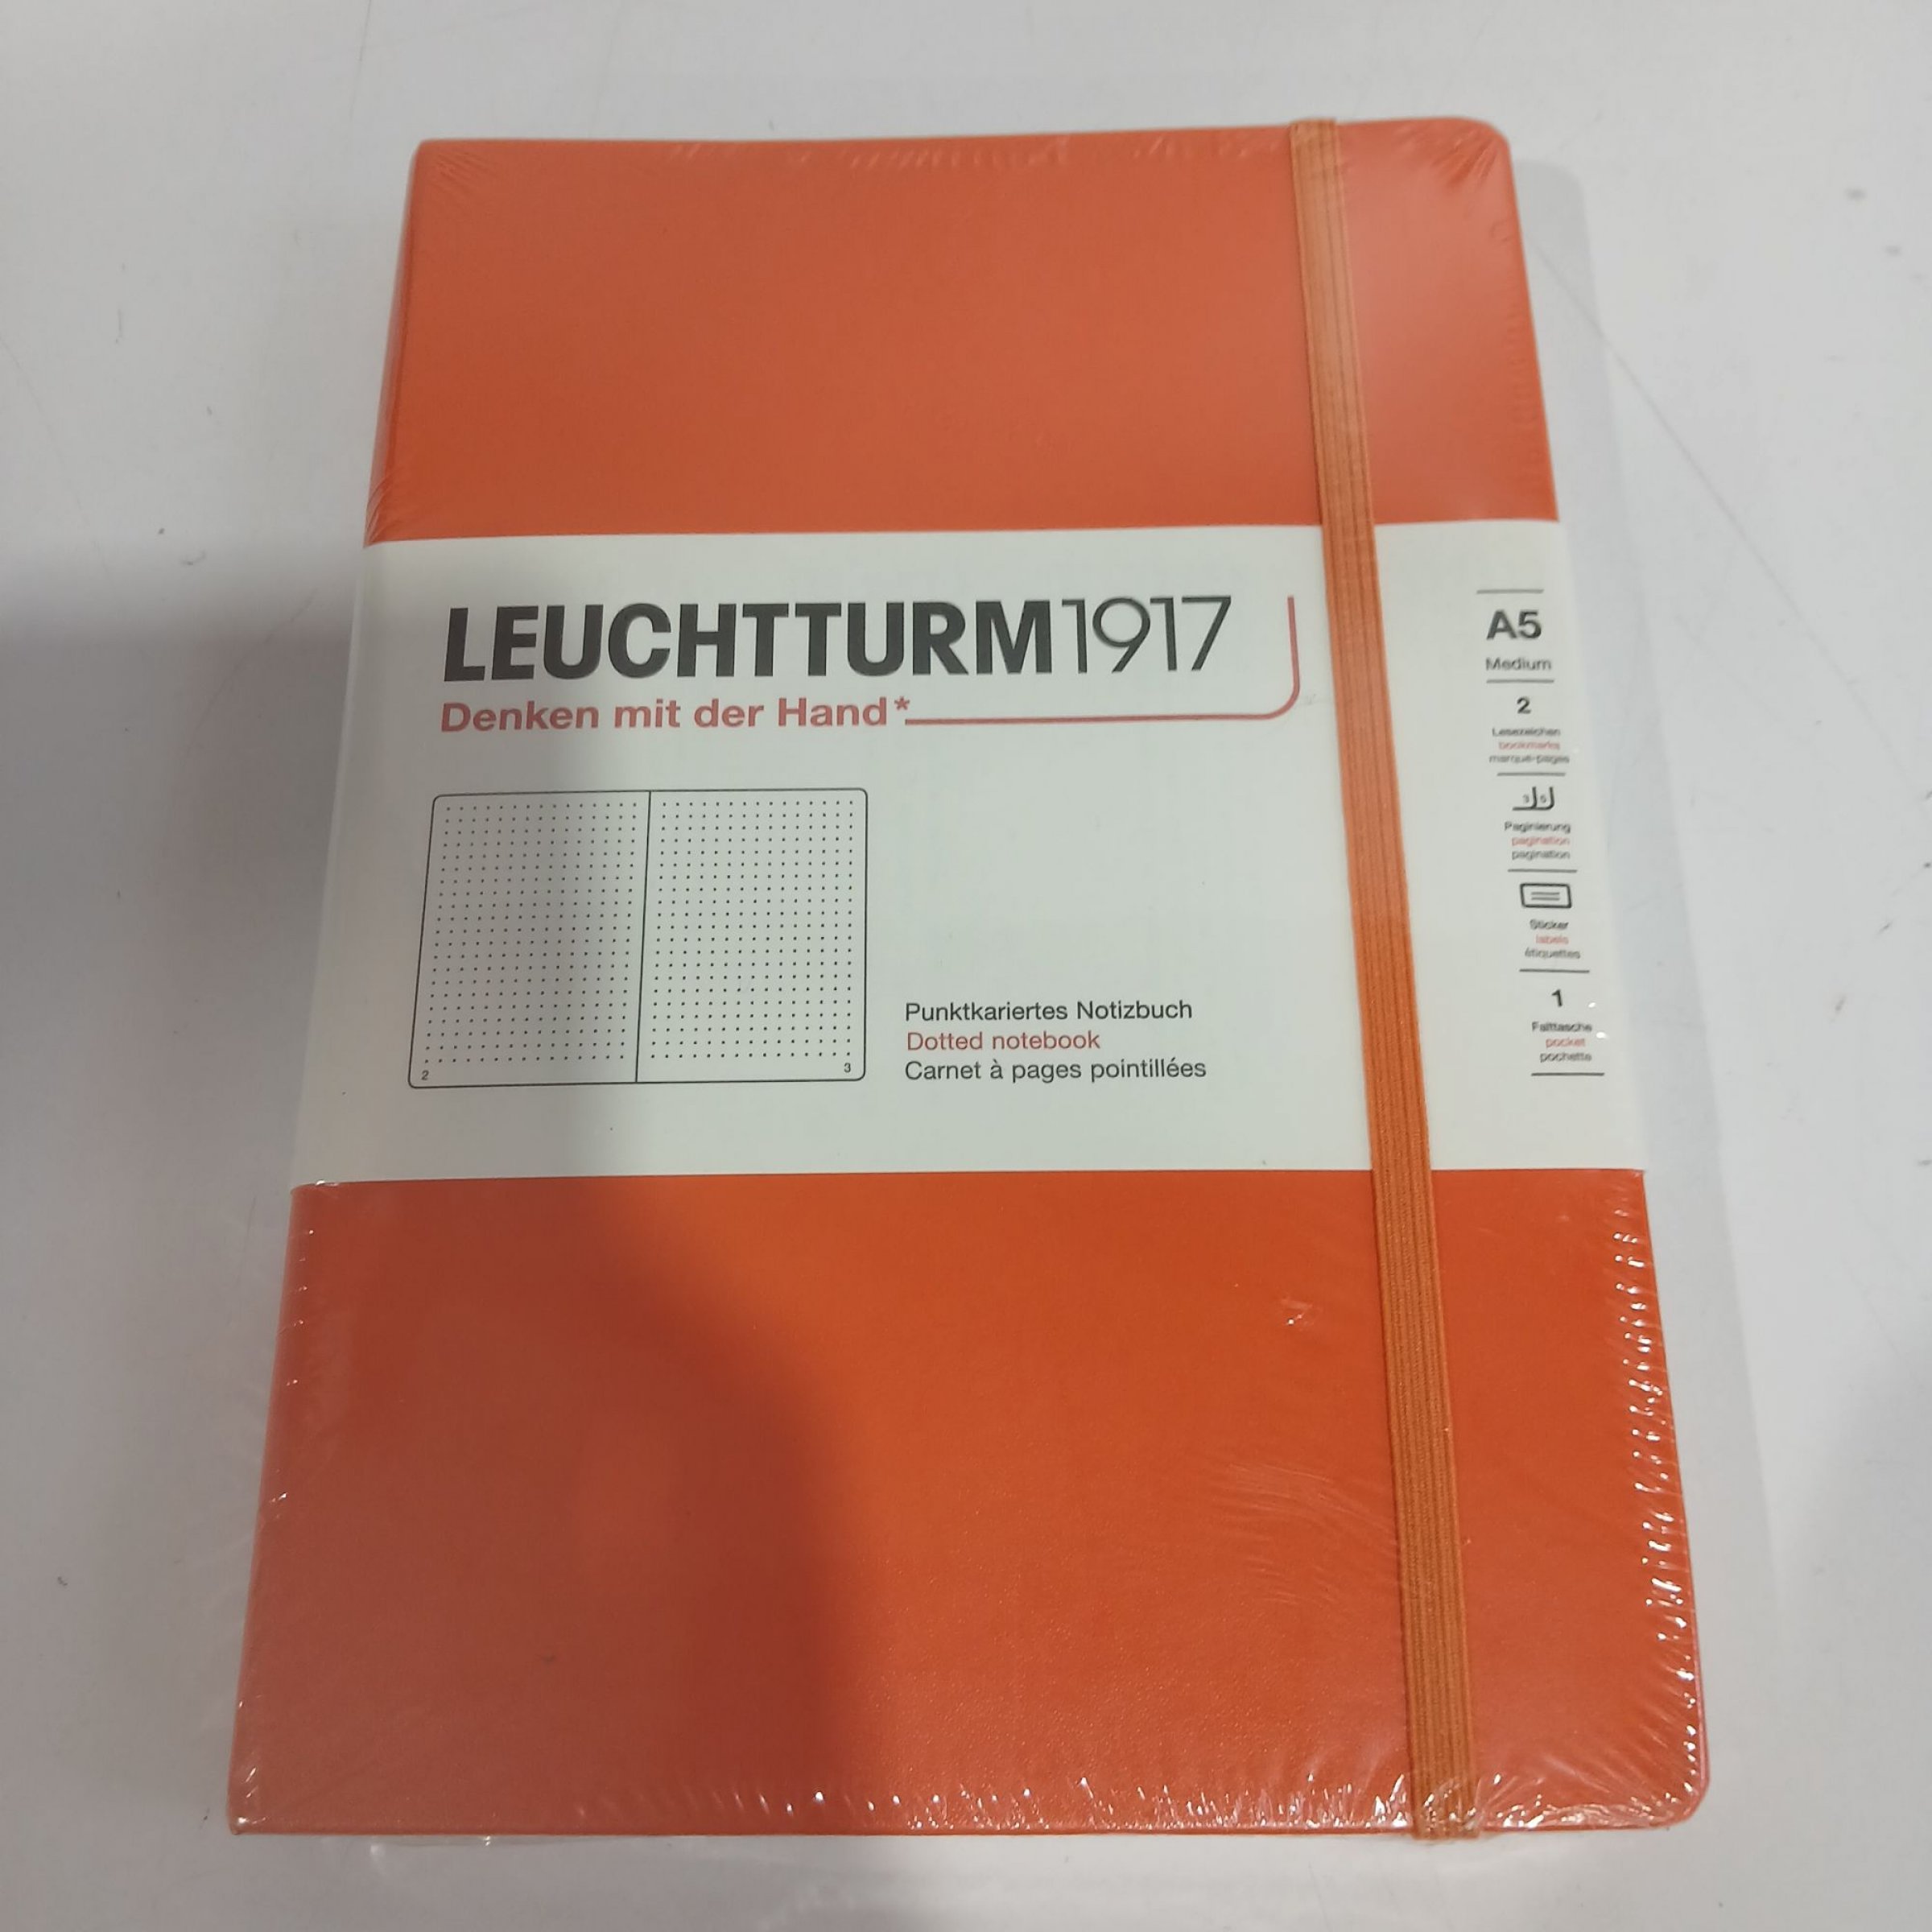 LEUCHTTURM1917
Denken mit der Hand*
2
3
Punktkariertes Notizbuch
Dotted notebook
Carnet à pages pointillées
A5
Medium
2
Lesezeichen
bookmarks
marque-pages
Paginierung
pagination
pagination
Sticker
labels
étiquettes
1
Falttasche
pocket
pochette